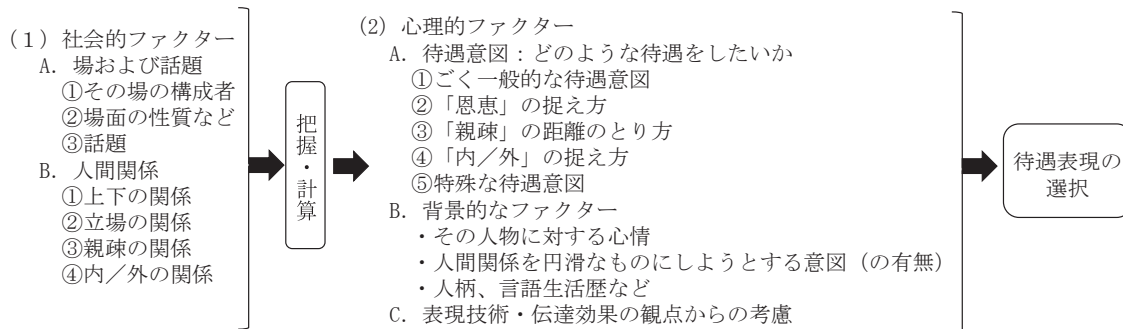 (1) 社会的ファクター
A. 場および話題
①その場の構成者
②場面の性質など
③話題
B. 人間関係
①上下の関係
②立場の関係
③親疎の関係
④内／外の関係
把握・計算
(2) 心理的ファクター
A. 待遇意図：どのような待遇をしたいか
①ごく一般的な待遇意図
②「恩恵」の捉え方
③「親疎」の距離のとり方
④「内／外」の捉え方
⑤特殊な待遇意図
B. 背景的なファクター
・その人物に対する心情
・人間関係を円滑なものにしようとする意図（の有無）
・人柄、言語生活歴など
C. 表現技術・伝達効果の観点からの考慮
待遇表現の
選択